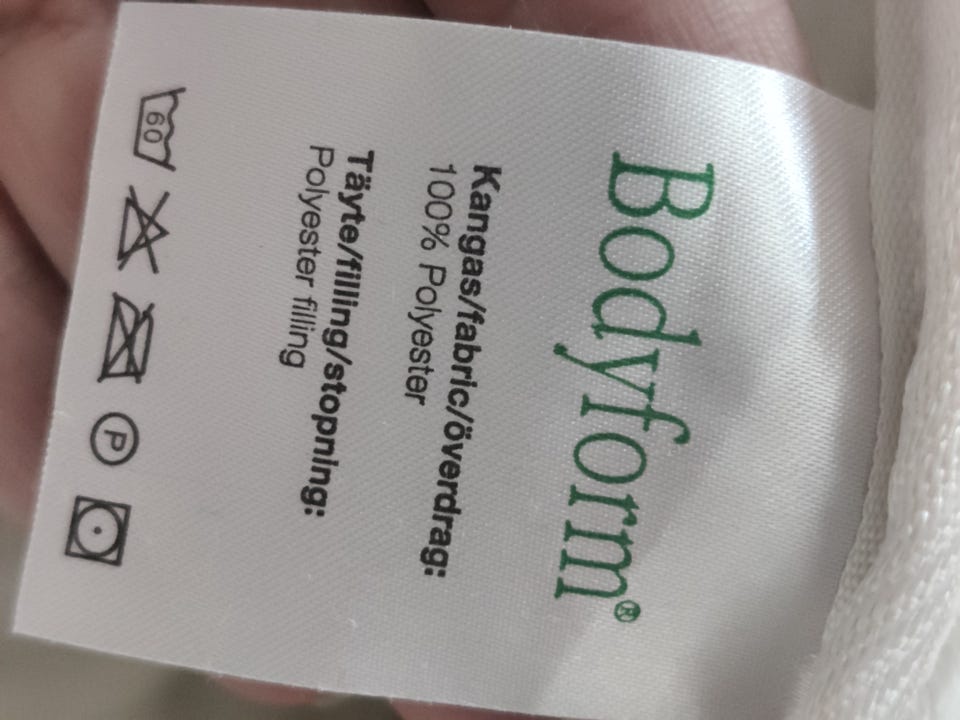 Bodyform®
Kangas/fabric/överdrag:
100% Polyester
Täyte/filling/stopning:
Polyester filling
60
P